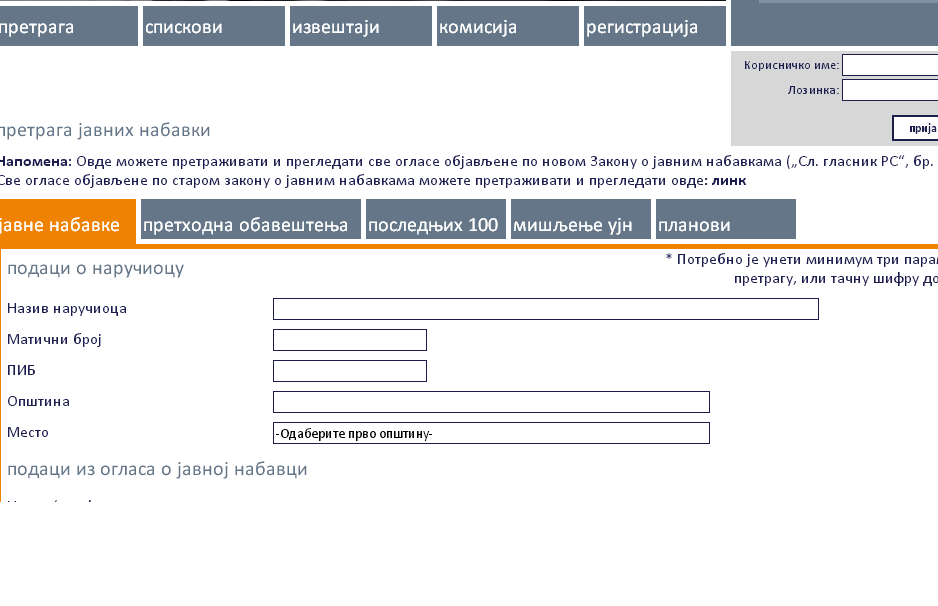 претрага
спискови
извештаји
комисија
регистрација
Корисничко име:
Лозинка:
прија
претрага јавних набавки
Напомена: Овде можете претраживати и прегледати све огласе објављене по новом Закону о јавним набавкама („Сл. гласник РС“, бр.
Све огласе објављене по старом закону о јавним набавкама можете претраживати и прегледати овде: линк
јавне набавке
претходна обавештења
последњих 100
мишљење ујн
планови
* Потребно је унети минимум три пара
претрагу, или тачну шифру до
подаци о наручиоцу
Назив наручиоца
Матични број
ПИБ
Општина
Место
-Одаберите прво општину-
подаци из огласа о јавној набавци